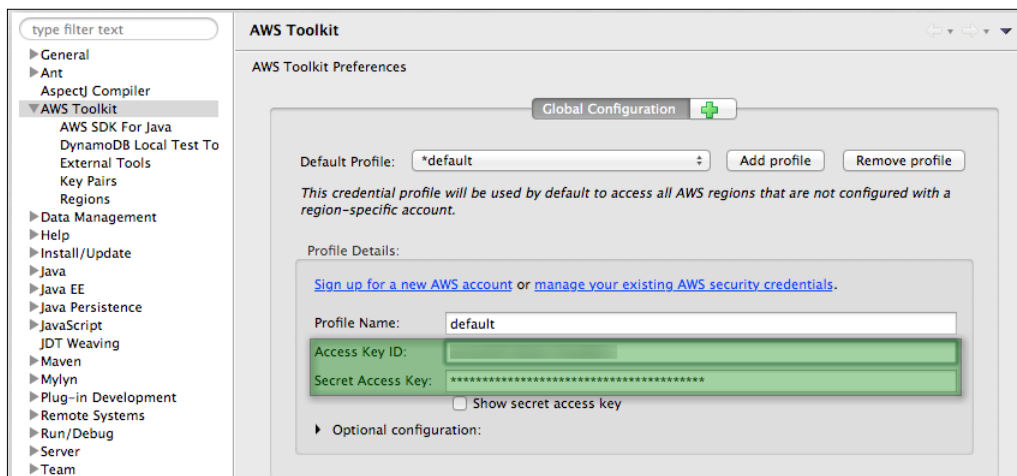 type filter text
General
Ant
AspectJ Compiler
AWS Toolkit
AWS SDK For Java
DynamoDB Local Test To
External Tools
Key Pairs
Regions
Data Management
Help
Install/Update
Java
Java EE
Java Persistence
JavaScript
JDT Weaving
Maven
Mylyn
Plug-in Development
Remote Systems
Run/Debug
Server
Team
AWS Toolkit
AWS Toolkit Preferences
Global Configuration
Default Profile: *default Add profile Remove profile
This credential profile will be used by default to access all AWS regions that are not configured with a
region-specific account.
Profile Details:
Sign up for a new AWS account or manage your existing AWS security credentials.
Profile Name: default
Access Key ID:
Secret Access Key: ****************************************
Show secret access key
Optional configuration: